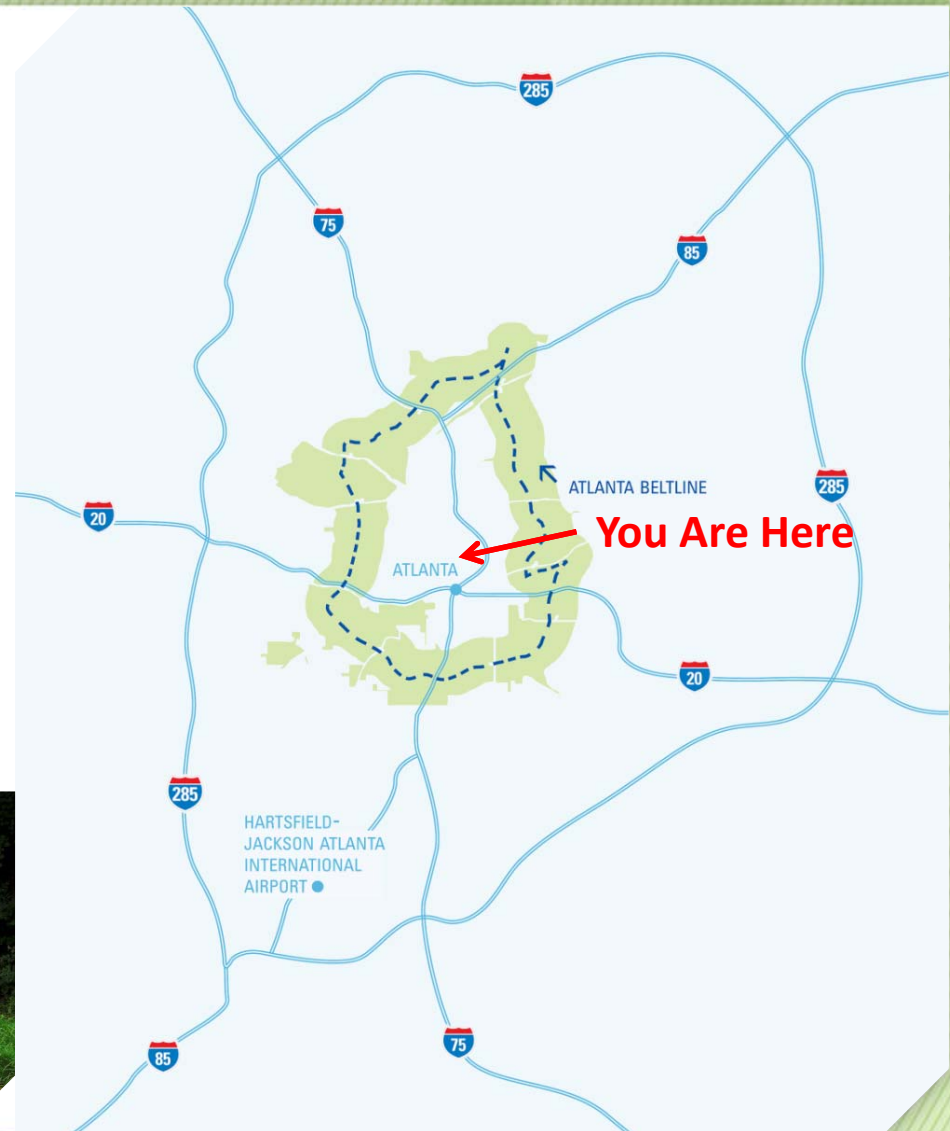 285
75
85
ATLANTA BELTLINE
285
20
You Are Here
ATLANTA
20
285
HARTSFIELD-
JACKSON ATLANTA
INTERNATIONAL
AIRPORT
75
85